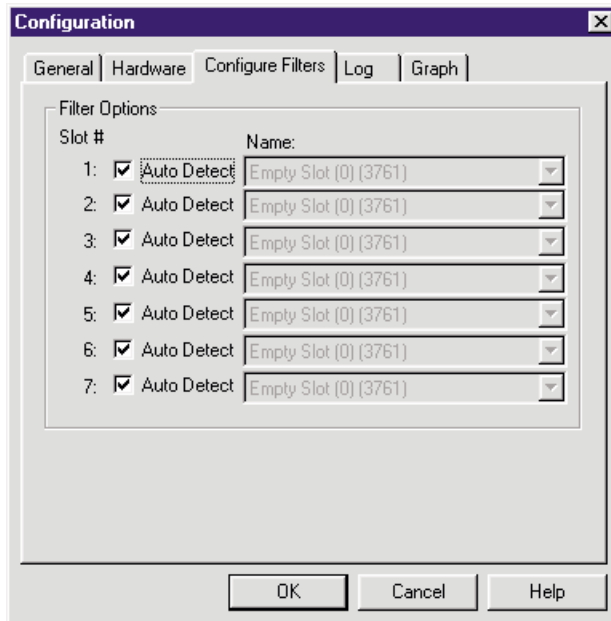 Configuration
General Hardware Configure Filters Log Graph
Filter Options
Slot # Name:
1: Auto Detect Empty Slot (0) (3761)
2: Auto Detect Empty Slot (0) (3761)
3: Auto Detect Empty Slot (0) (3761)
4: Auto Detect Empty Slot (0) (3761)
5: Auto Detect Empty Slot (0) (3761)
6: Auto Detect Empty Slot (0) (3761)
7: Auto Detect Empty Slot (0) (3761)
OK Cancel Help